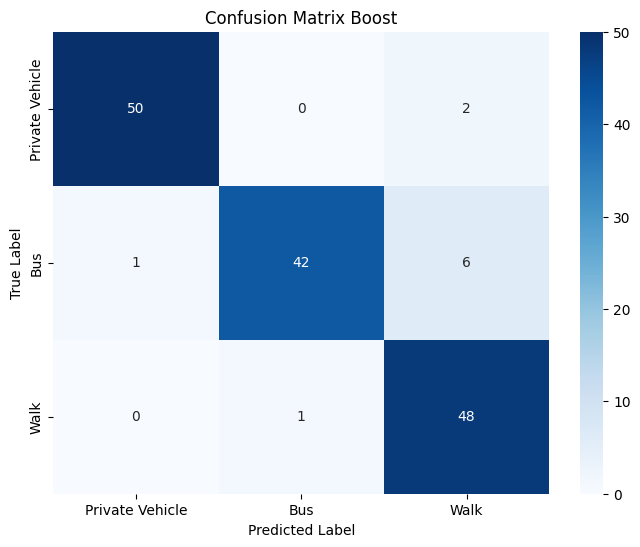 Confusion Matrix Boost
True Label
Private Vehicle
Bus
Walk
50 0 2
1 42 6
0 1 48
Private Vehicle Bus Walk
Predicted Label
50
40
30
20
10
0